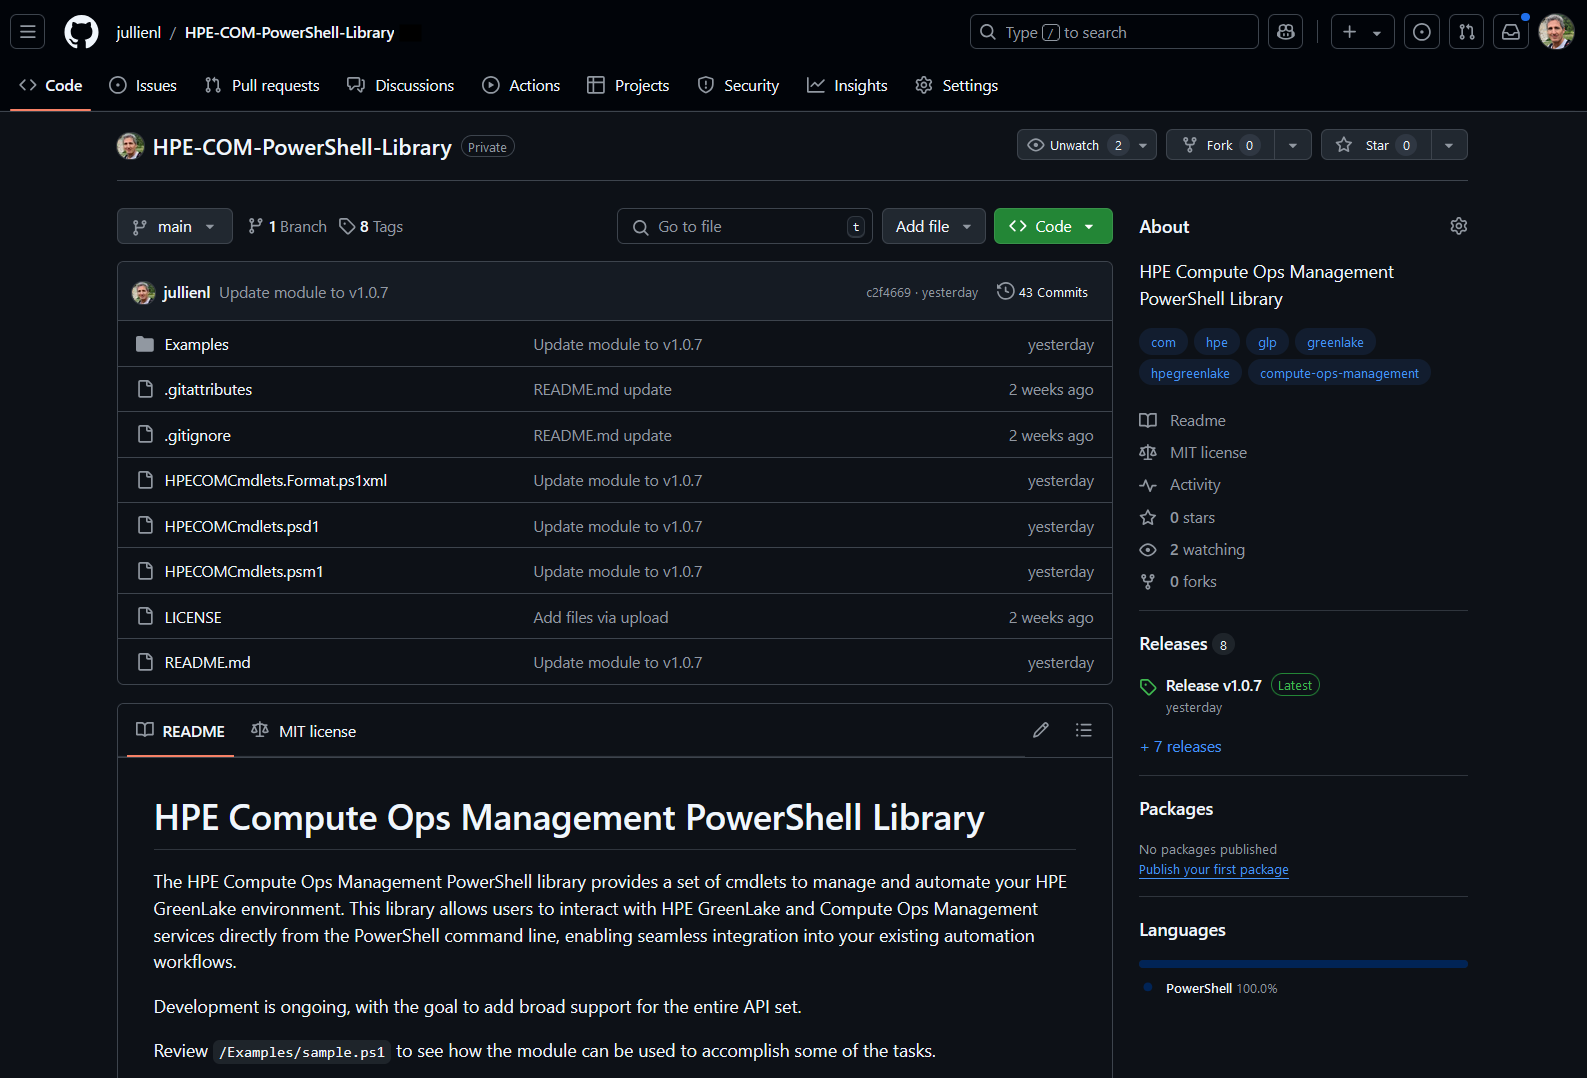 jullienl / HPE-COM-PowerShell-Library
Type / to search
Code
Issues
Pull requests
Discussions
Actions
Projects
Security
Insights
Settings
HPE-COM-PowerShell-Library Private
Unwatch 2
Fork 0
Star 0
main
1 Branch
8 Tags
Go to file t
Add file
Code
jullienl Update module to v1.0.7 c2f4669 · yesterday 43 Commits
Examples Update module to v1.0.7 yesterday
.gitattributes README.md update 2 weeks ago
.gitignore README.md update 2 weeks ago
HPECOMCmdlets.Format.ps1xml Update module to v1.0.7 yesterday
HPECOMCmdlets.psd1 Update module to v1.0.7 yesterday
HPECOMCmdlets.psm1 Update module to v1.0.7 yesterday
LICENSE Add files via upload 2 weeks ago
README.md Update module to v1.0.7 yesterday
README
MIT license
HPE Compute Ops Management PowerShell Library
The HPE Compute Ops Management PowerShell library provides a set of cmdlets to manage and automate your HPE
GreenLake environment. This library allows users to interact with HPE GreenLake and Compute Ops Management
services directly from the PowerShell command line, enabling seamless integration into your existing automation
workflows.
Development is ongoing, with the goal to add broad support for the entire API set.
Review /Examples/sample.ps1 to see how the module can be used to accomplish some of the tasks.
About
HPE Compute Ops Management
PowerShell Library
com hpe glp greenlake
hpegreenlake compute-ops-management
Readme
MIT license
Activity
0 stars
2 watching
0 forks
Releases 8
Release v1.0.7 Latest
yesterday
+ 7 releases
Packages
No packages published
Publish your first package
Languages
PowerShell 100.0%